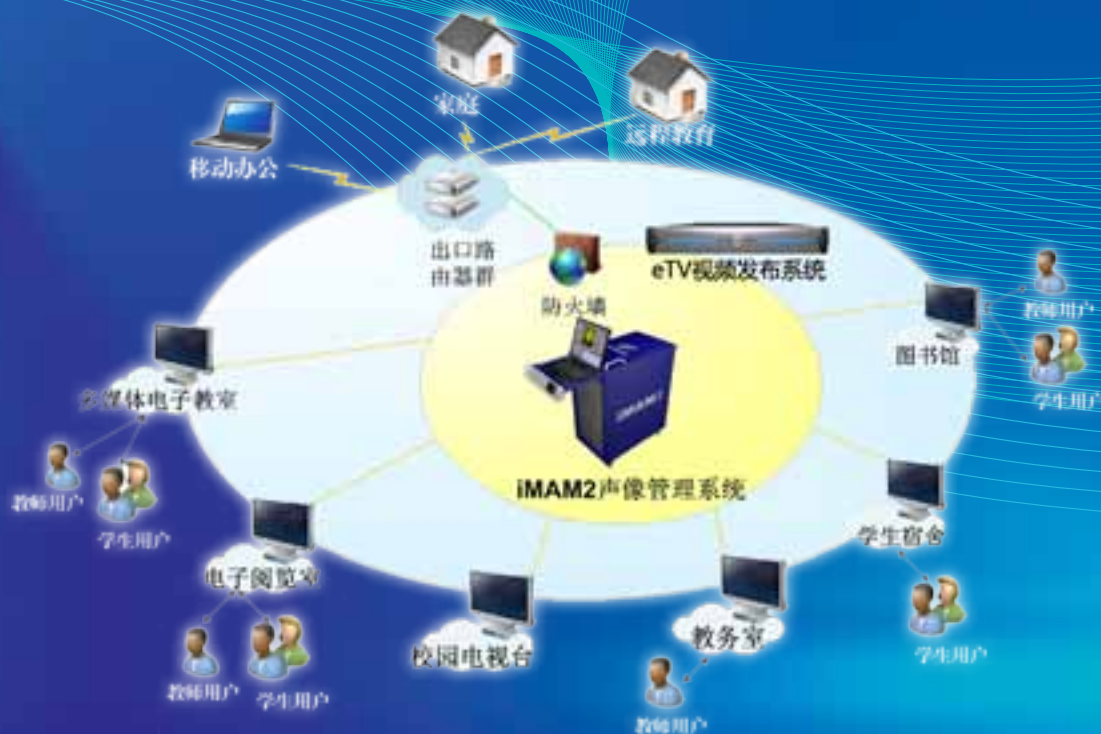 家庭
远程教育
移动办公
出口路
由器群
eTV视频发布系统
防火墙
教师用户
图书馆
学生用户
iMAM2
多媒体电子教室
iMAM2声像管理系统
教师用户
学生用户
学生宿舍
电子阅览室
校园电视台
教务室
学生用户
教师用户
学生用户
教师用户